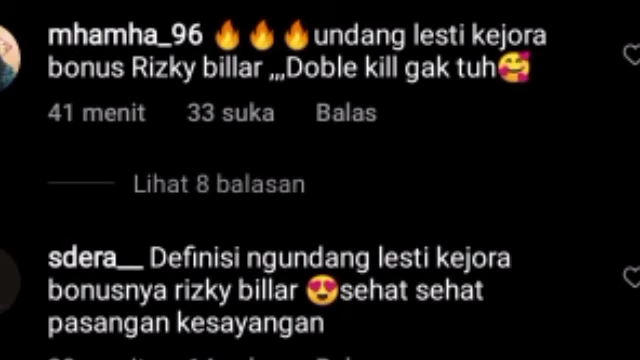 mhamha_96 🔥🔥🔥undang lesti kejora
bonus Rizky billar ,,,Doble kill gak tuh🥰
41 menit 33 suka Balas
Lihat 8 balasan
sdera__ Definisi ngundang lesti kejora
bonusnya rizky billar 😍sehat sehat
pasangan kesayangan